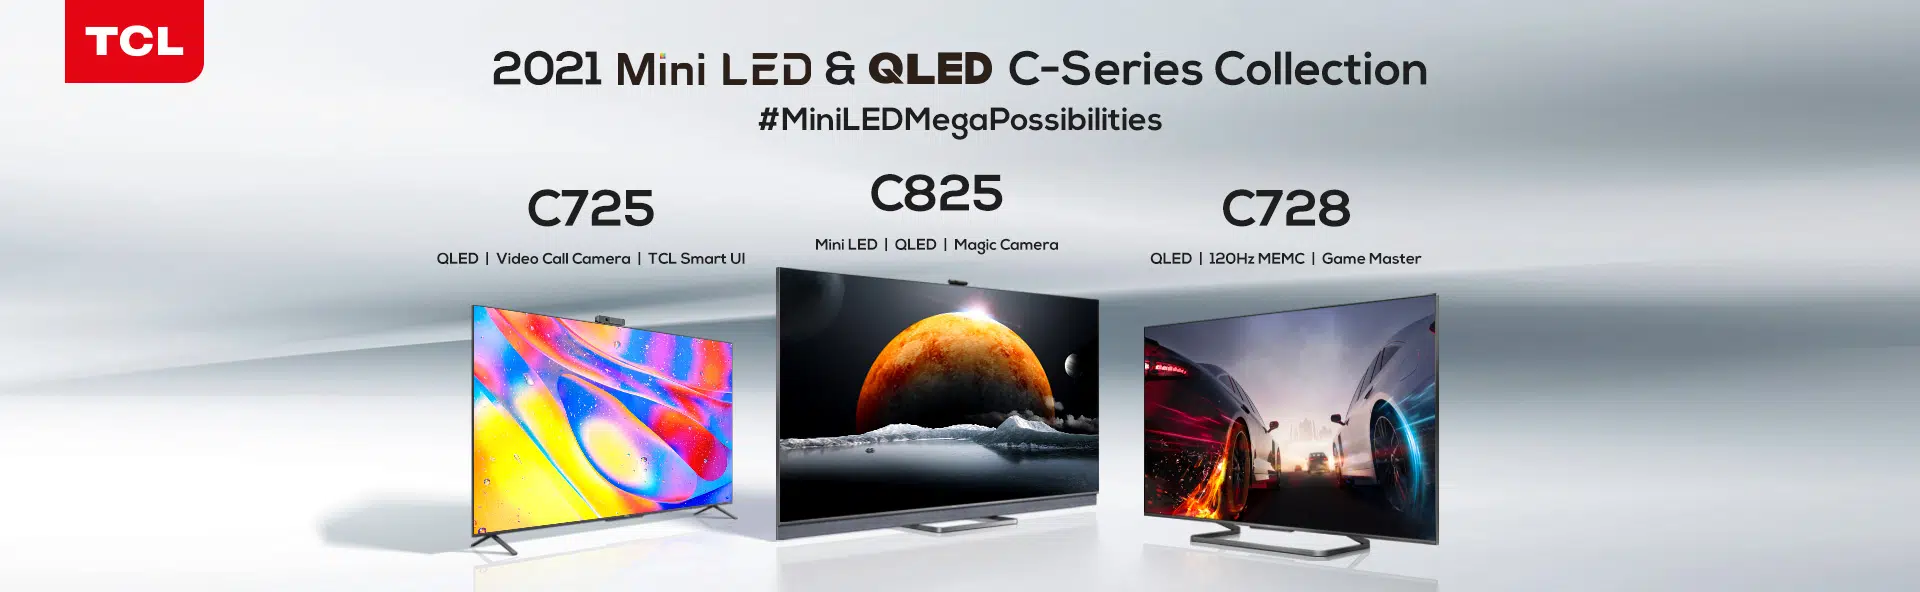 TCL
2021 Mini LED & QLED C-Series Collection
#MiniLEDMegaPossibilities
C725
QLED | Video Call Camera | TCL Smart UI
C825
Mini LED | QLED | Magic Camera
C728
QLED | 120Hz MEMC | Game Master